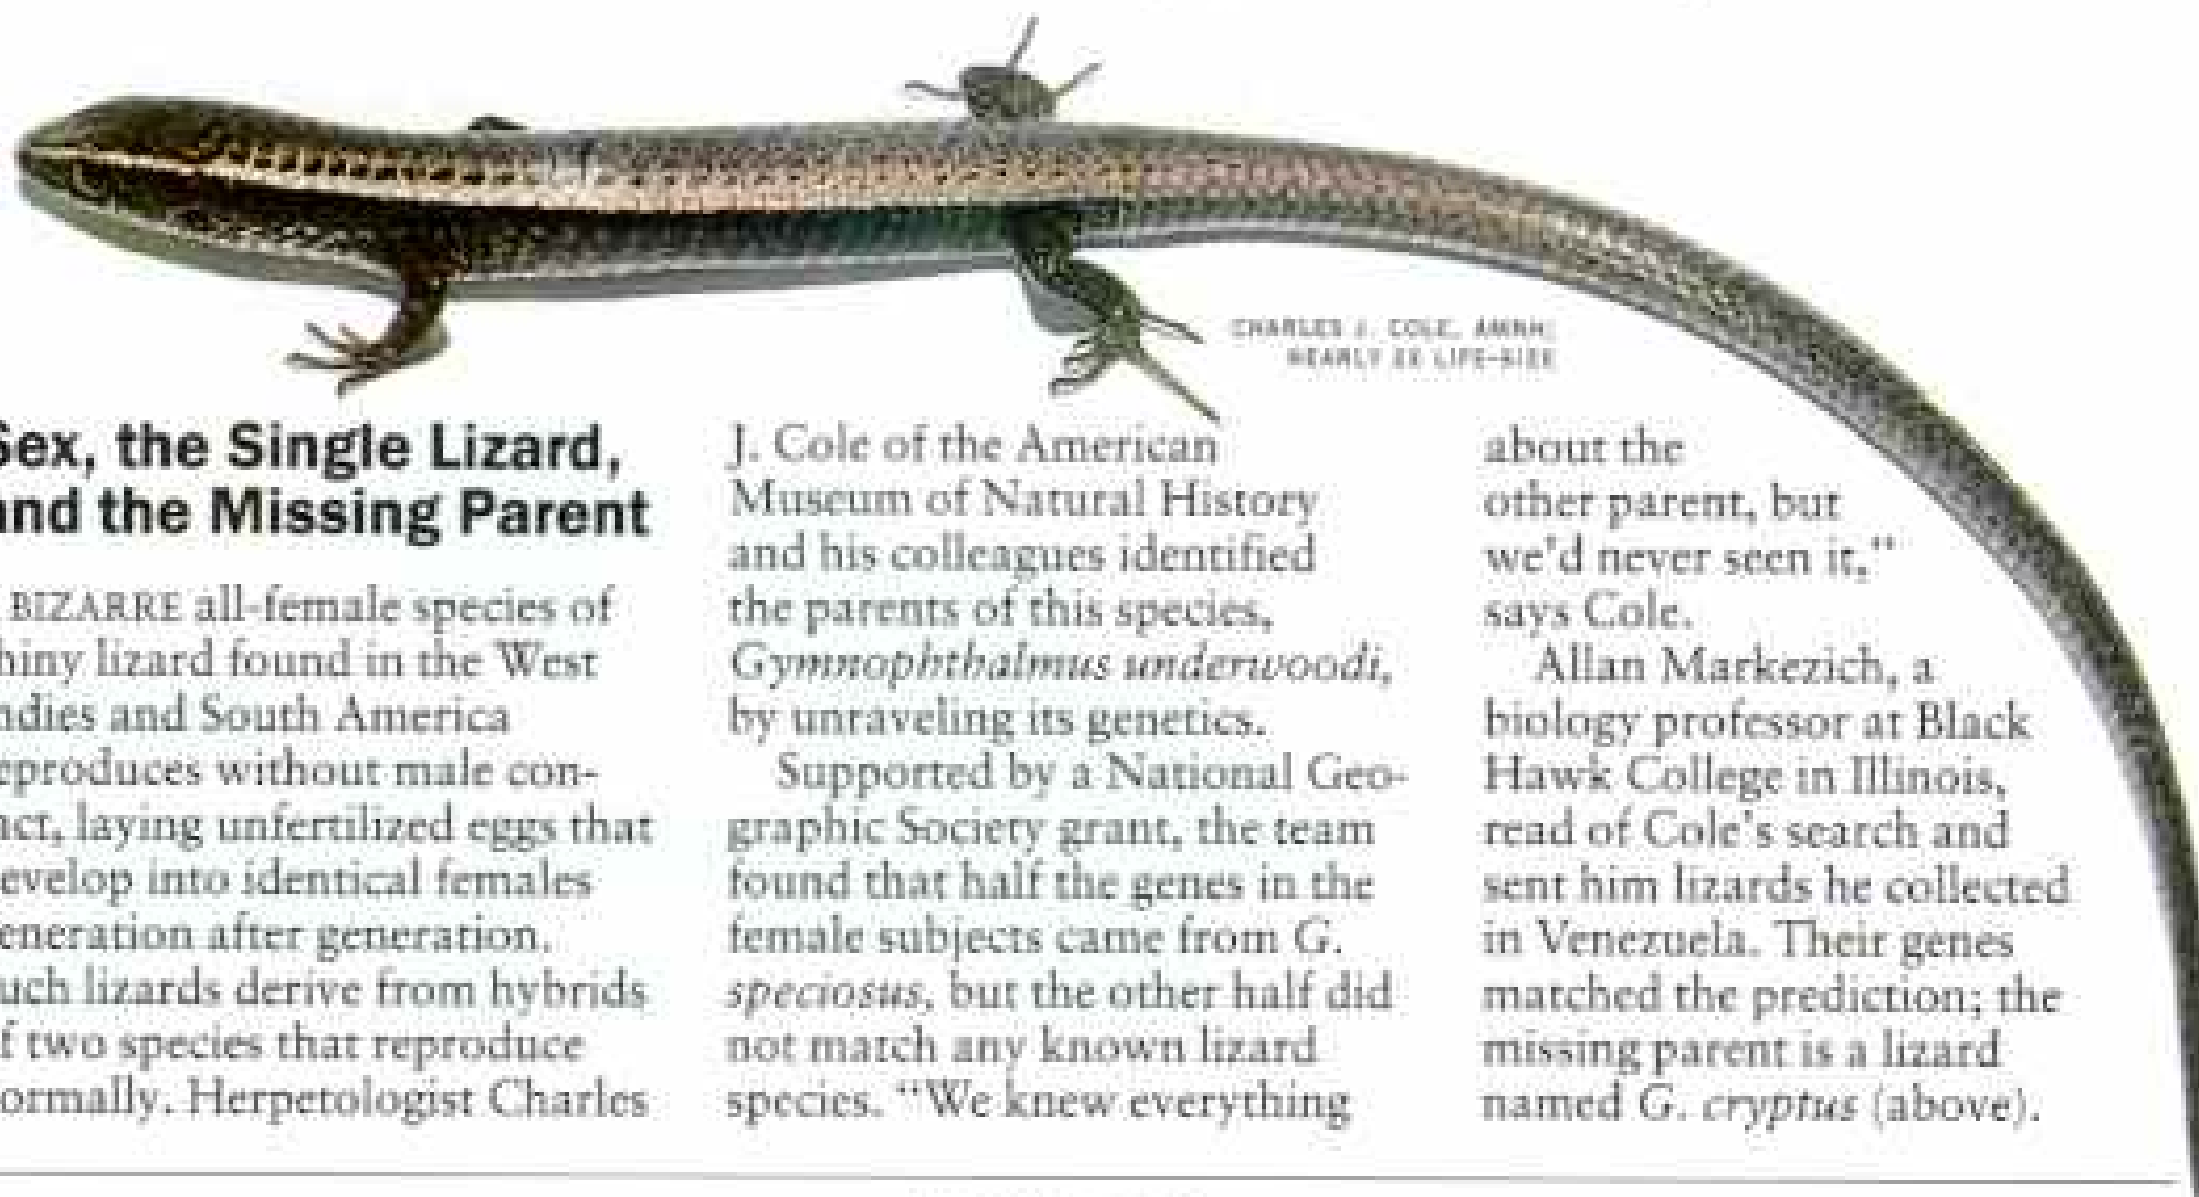 CHARLES J. COLE, AMNH;
NEARLY 2X LIFE-SIZE
Sex, the Single Lizard,
and the Missing Parent
BIZARRE all-female species of
hiny lizard found in the West
ndies and South America
eproduces without male con-
act, laying unfertilized eggs that
evelop into identical females
eneration after generation.
uch lizards derive from hybrids
f two species that reproduce
ormally. Herpetologist Charles
J. Cole of the American
Museum of Natural History
and his colleagues identified
the parents of this species,
Gymnophthalmus underwoodi,
by unraveling its genetics.
Supported by a National Geo-
graphic Society grant, the team
found that half the genes in the
female subjects came from G.
speciosus, but the other half did
not match any known lizard
species. “We knew everything
about the
other parent, but
we’d never seen it,”
says Cole.
Allan Markezich, a
biology professor at Black
Hawk College in Illinois,
read of Cole’s search and
sent him lizards he collected
in Venezuela. Their genes
matched the prediction; the
missing parent is a lizard
named G. cryptus (above).